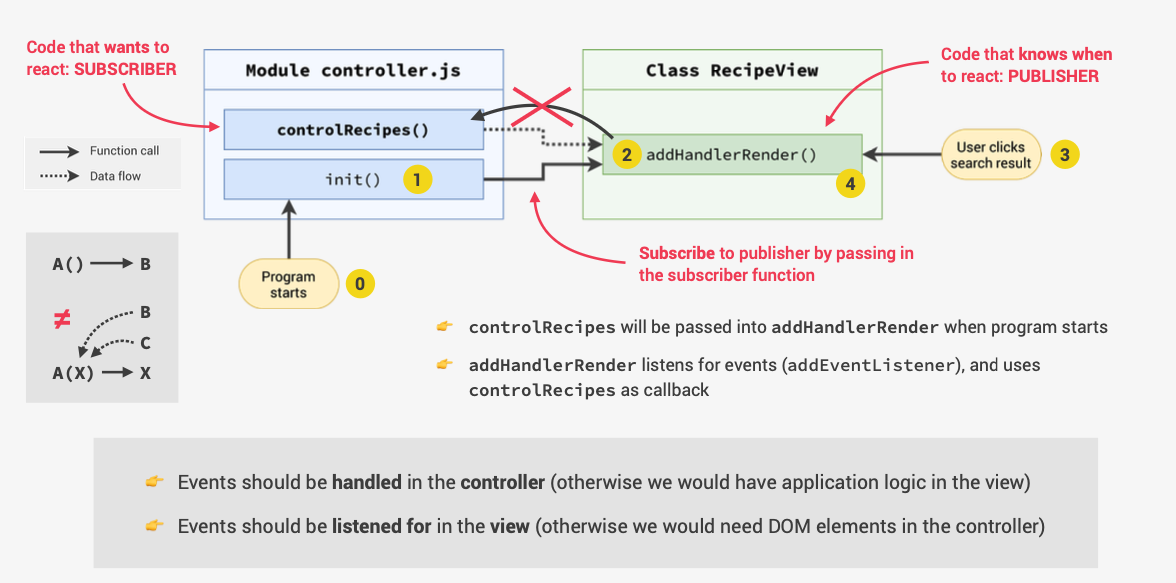 Code that wants to
react: SUBSCRIBER
Module controller.js
Class RecipeView
Code that knows when
to react: PUBLISHER
controlRecipes()
Function call
Data flow
2 addHandlerRender()
User clicks
search result
3
init() 1
4
A() B
Program
starts
0
Subscribe to publisher by passing in
the subscriber function
≠
B
C
A(X) X
👉 controlRecipes will be passed into addHandlerRender when program starts
👉 addHandlerRender listens for events (addEventListener), and uses
controlRecipes as callback
👉 Events should be handled in the controller (otherwise we would have application logic in the view)
👉 Events should be listened for in the view (otherwise we would need DOM elements in the controller)